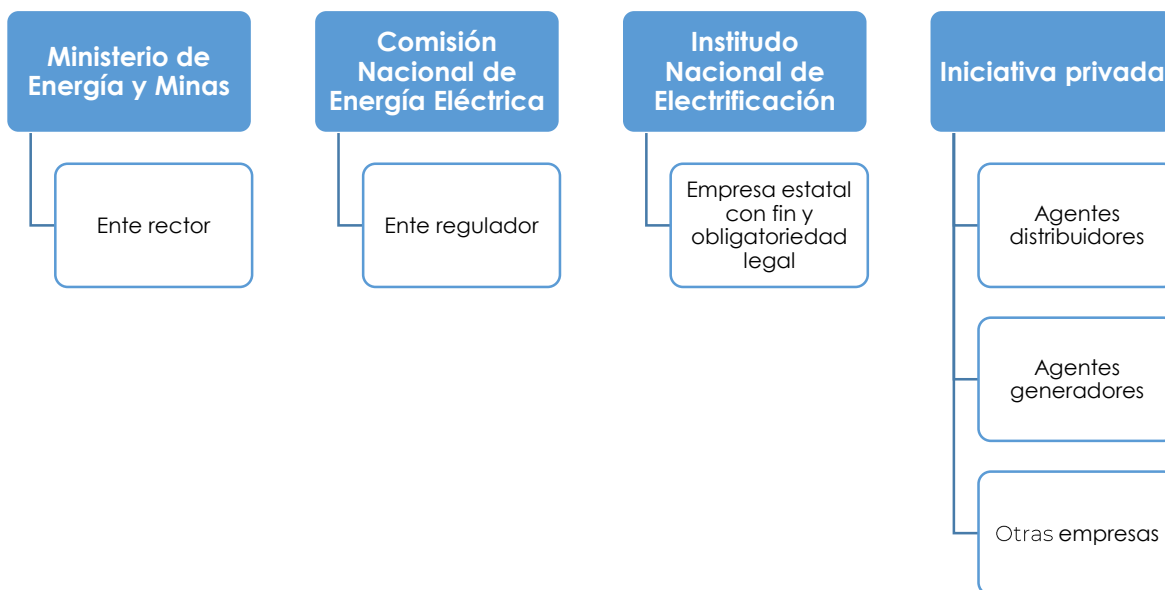 Ministerio de
Energía y Minas
Ente rector
Comisión
Nacional de
Energía Eléctrica
Ente regulador
Institudo
Nacional de
Electrificación
Empresa estatal
con fin y
obligatoriedad
legal
Iniciativa privada
Agentes
distribuidores
Agentes
generadores
Otras empresas